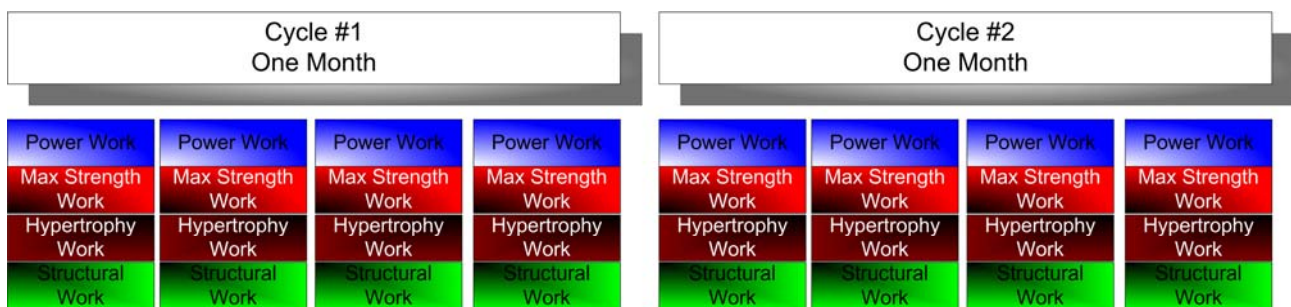 Cycle #1
One Month
Cycle #2
One Month
Power Work
Power Work
Power Work
Power Work
Power Work
Power Work
Power Work
Power Work
Max Strength
Work
Max Strength
Work
Max Strength
Work
Max Strength
Work
Max Strength
Work
Max Strength
Work
Max Strength
Work
Max Strength
Work
Hypertrophy
Work
Hypertrophy
Work
Hypertrophy
Work
Hypertrophy
Work
Hypertrophy
Work
Hypertrophy
Work
Hypertrophy
Work
Hypertrophy
Work
Structural
Work
Structural
Work
Structural
Work
Structural
Work
Structural
Work
Structural
Work
Structural
Work
Structural
Work